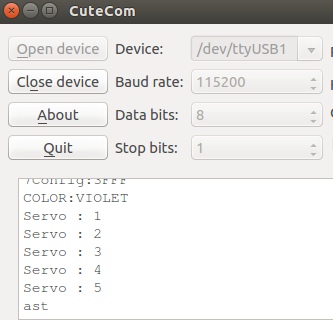 CuteCom
Open device
Device:
/dev/ttyUSB1
Close device
Baud rate:
115200
About
Data bits:
8
Quit
Stop bits:
1
/Config:3FFF
COLOR:VIOLET
Servo : 1
Servo : 2
Servo : 3
Servo : 4
Servo : 5
ast